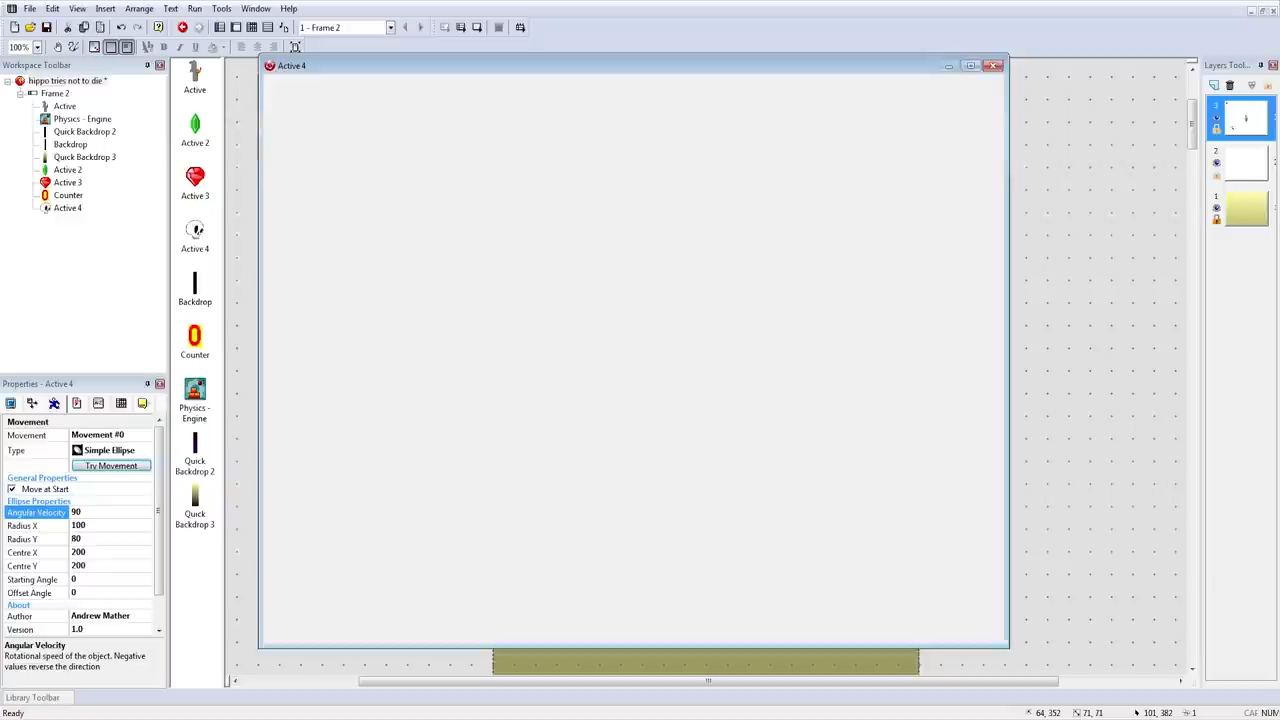 File Edit View Insert Arrange Text Run Tools Window Help
1 - Frame 2
100%
Workspace Toolbar
hippo tries not to die *
Frame 2
Active
Physics - Engine
Quick Backdrop 2
Backdrop
Quick Backdrop 3
Active 2
Active 3
Counter
Active 4
Active
Active 2
Active 3
Active 4
Backdrop
Counter
Physics -
Engine
Quick
Backdrop 2
Quick
Backdrop 3
Active 4
Layers Tool...
3
2
1
Properties - Active 4
Movement
Movement Movement #0
Type Simple Ellipse
Try Movement
General Properties
Move at Start
Ellipse Properties
Angular Velocity 90
Radius X 100
Radius Y 80
Centre X 200
Centre Y 200
Starting Angle 0
Offset Angle 0
About
Author Andrew Mather
Version 1.0
Angular Velocity
Rotational speed of the object. Negative
values reverse the direction
Library Toolbar
Ready
64, 352 71, 71 101, 382 1 CAF NUM